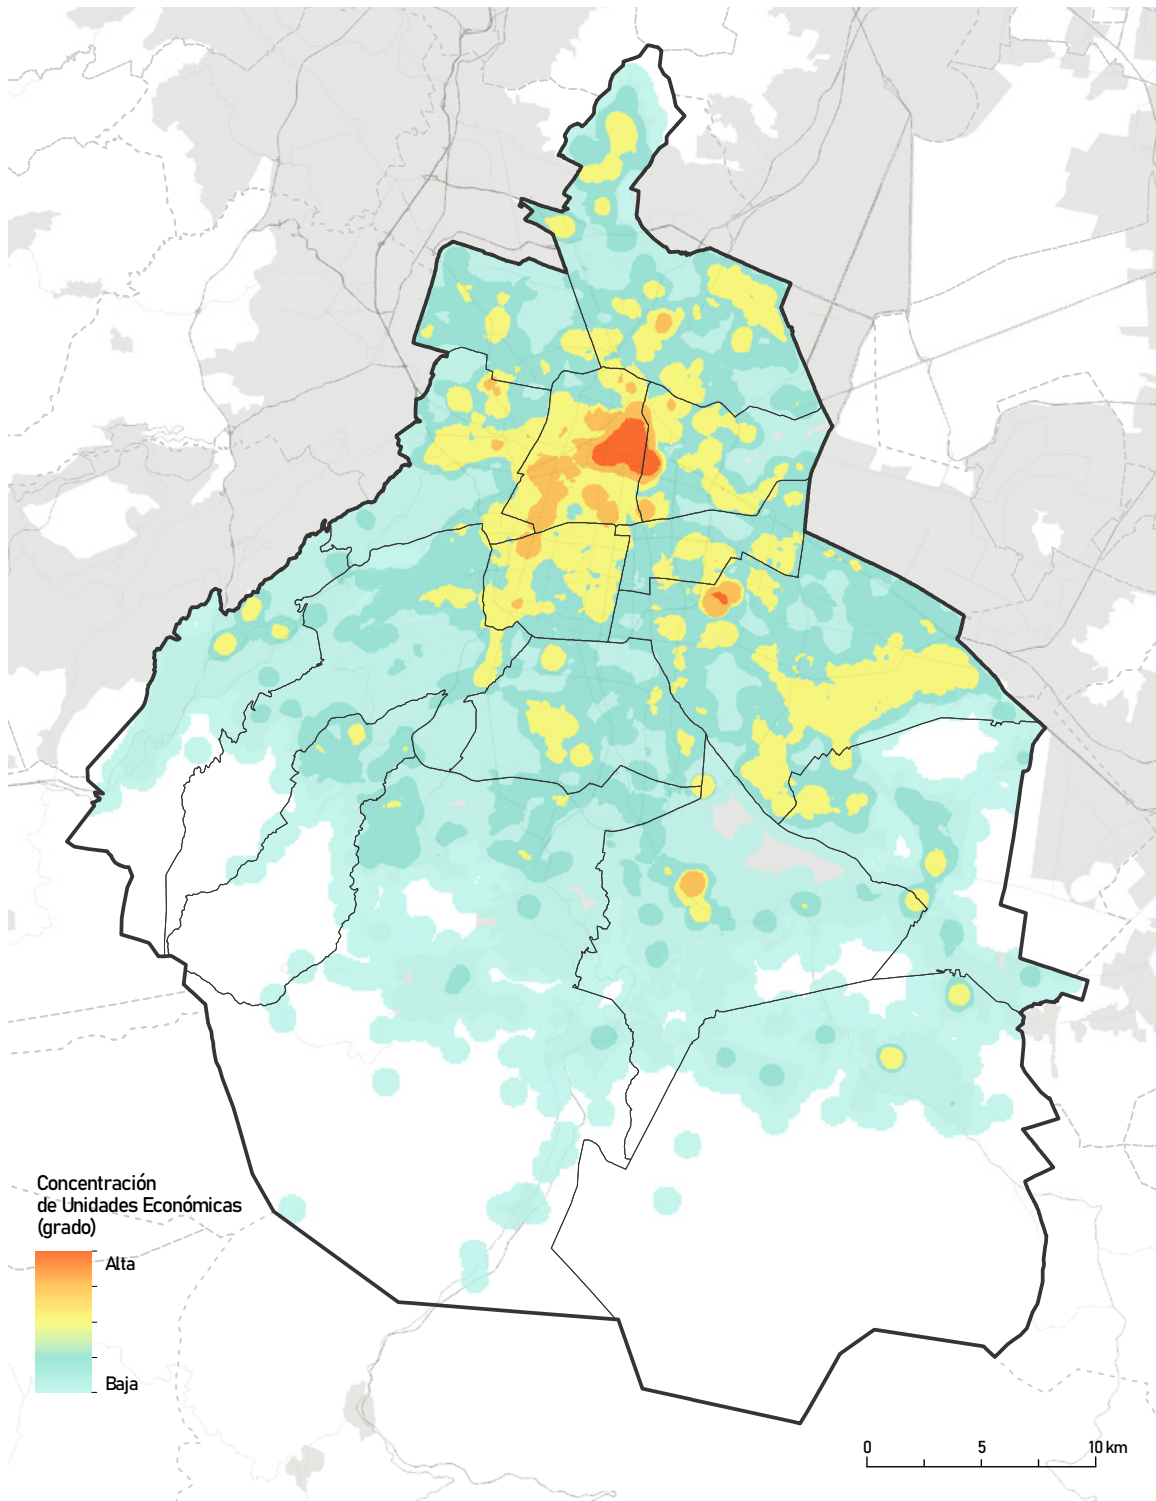 Concentración
de Unidades Económicas
(grado)
Alta
Baja
0 5 10 km